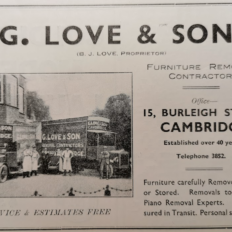 G. LOVE & SON
(B. J. LOVE, PROPRIETOR)
FURNITURE REMO
CONTRACTOR
Office—
15, BURLEIGH ST
CAMBRIDG
Established over 40 ye
Telephone 3852.
G. LOVE & SON
Furniture carefully Remov
or Stored. Removals to
Piano Removal Experts.
sured in Transit. Personal s
VICE & ESTIMATES FREE